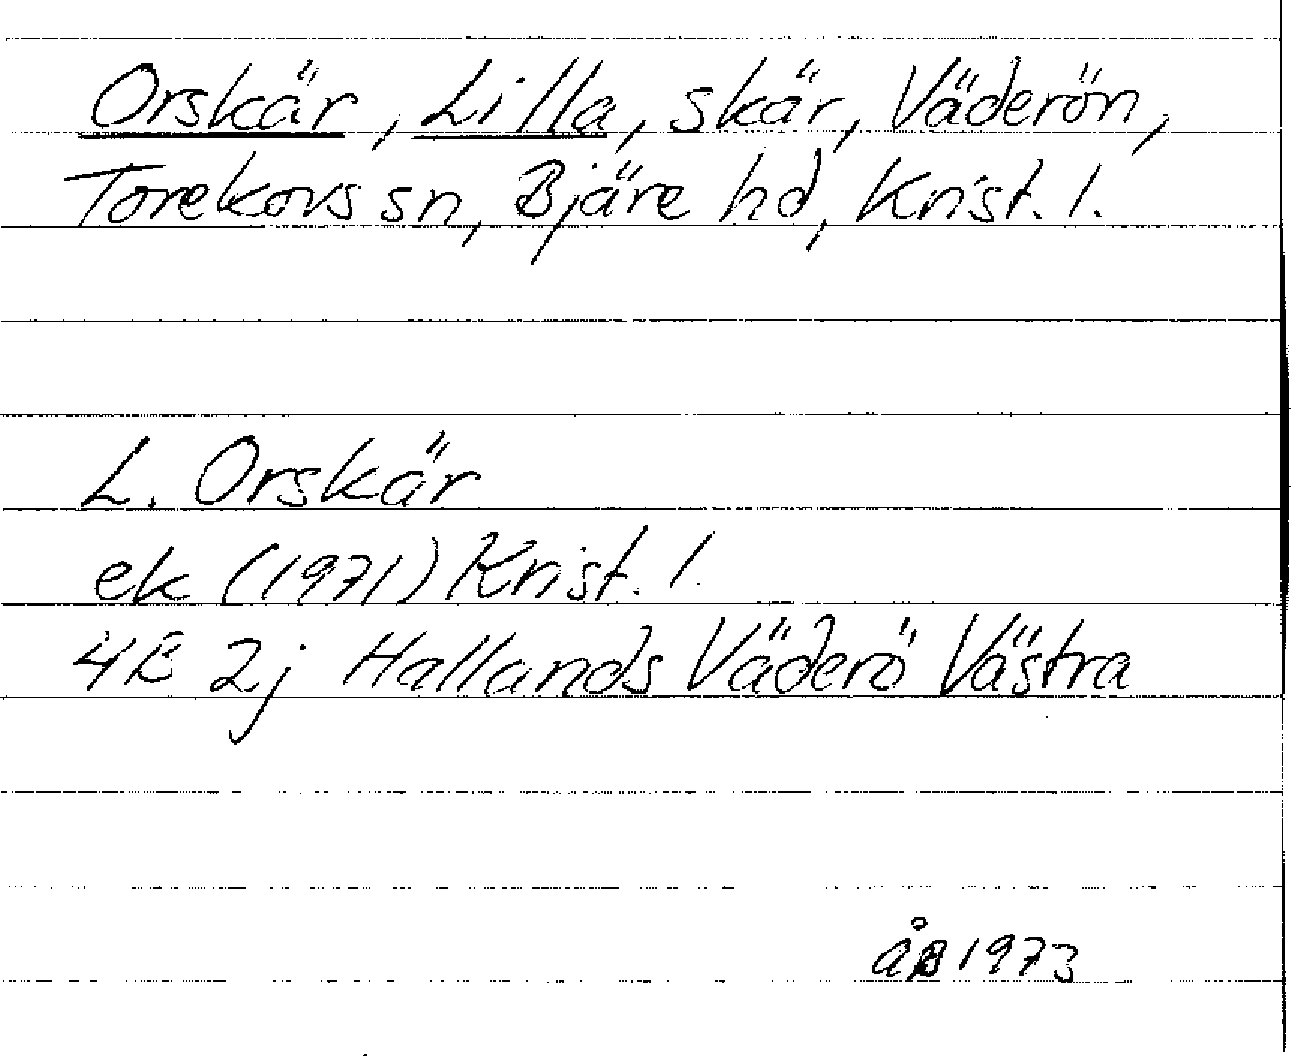 Orskär, Lilla, skär, Väderön,
Torekovs sn, Bjäre hd, Krist. l.
L. Orskär
ek (1971) Krist. l.
4B 2j Hallands Väderö Västra
ÅB 1973